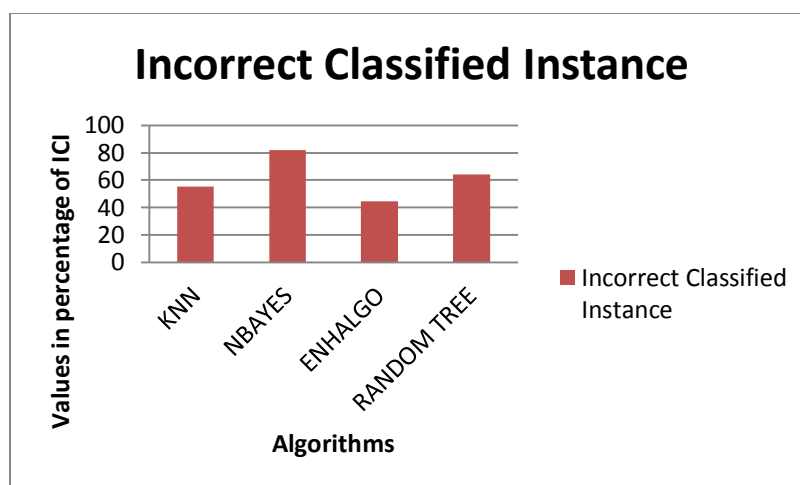 Incorrect Classified Instance
Values in percentage of ICI
100
80
60
40
20
0
KNN
NBAYES
ENHALGO
RANDOM TREE
Algorithms
Incorrect Classified
Instance